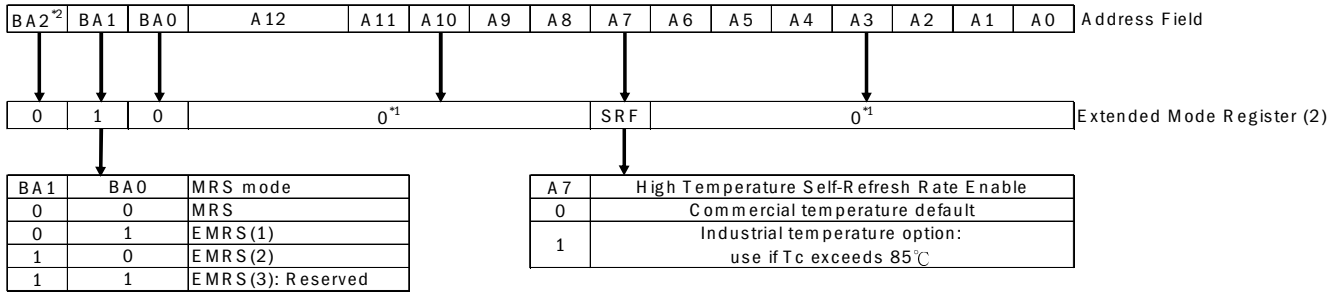 BA2*2 BA1 BA0 A12 A11 A10 A9 A8 A7 A6 A5 A4 A3 A2 A1 A0 Address Field
0 1 0 0*1 SRF 0*1 Extended Mode Register (2)
BA1 BA0 MRS mode
0 0 MRS
0 1 EMRS(1)
1 0 EMRS(2)
1 1 EMRS(3): Reserved
A7 High Temperature Self-Refresh Rate Enable
0 Commercial temperature default
1 Industrial temperature option:
use if Tc exceeds 85℃